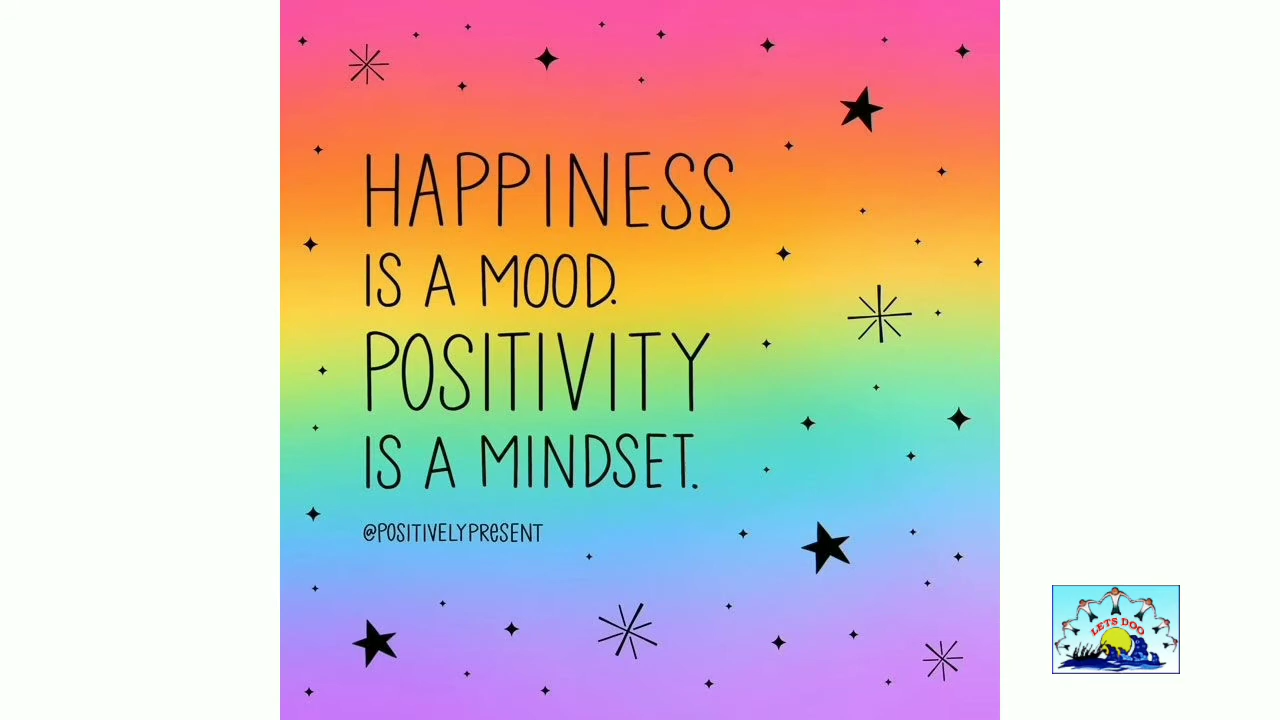 HAPPINESS
IS A MOOD.
POSITIVITY
IS A MINDSET.
@POSITIVELYPRESENT
LETS DOO